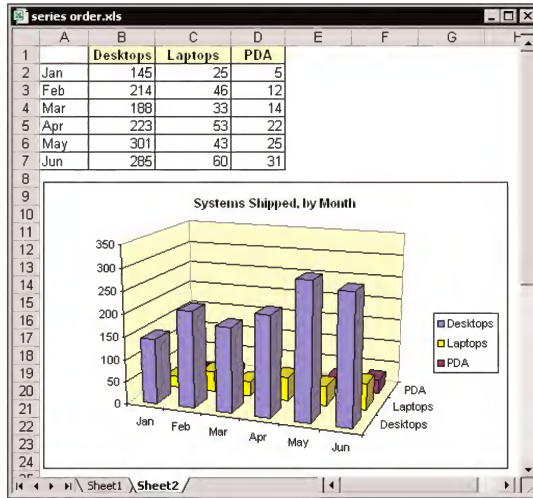 series order.xls
A B C D E F G H
1 Desktops Laptops PDA
2 Jan 145 25 5
3 Feb 214 46 12
4 Mar 188 33 14
5 Apr 223 53 22
6 May 301 43 25
7 Jun 285 60 31
8
9
10
11
12
13
14
15
16
17
18
19
20
21
22
23
24
25
Systems Shipped, by Month
350
300
250
200
150
100
50
0
Jan Feb Mar Apr May Jun
PDA
Laptops
Desktops
Desktops
Laptops
PDA
Sheet1 Sheet2